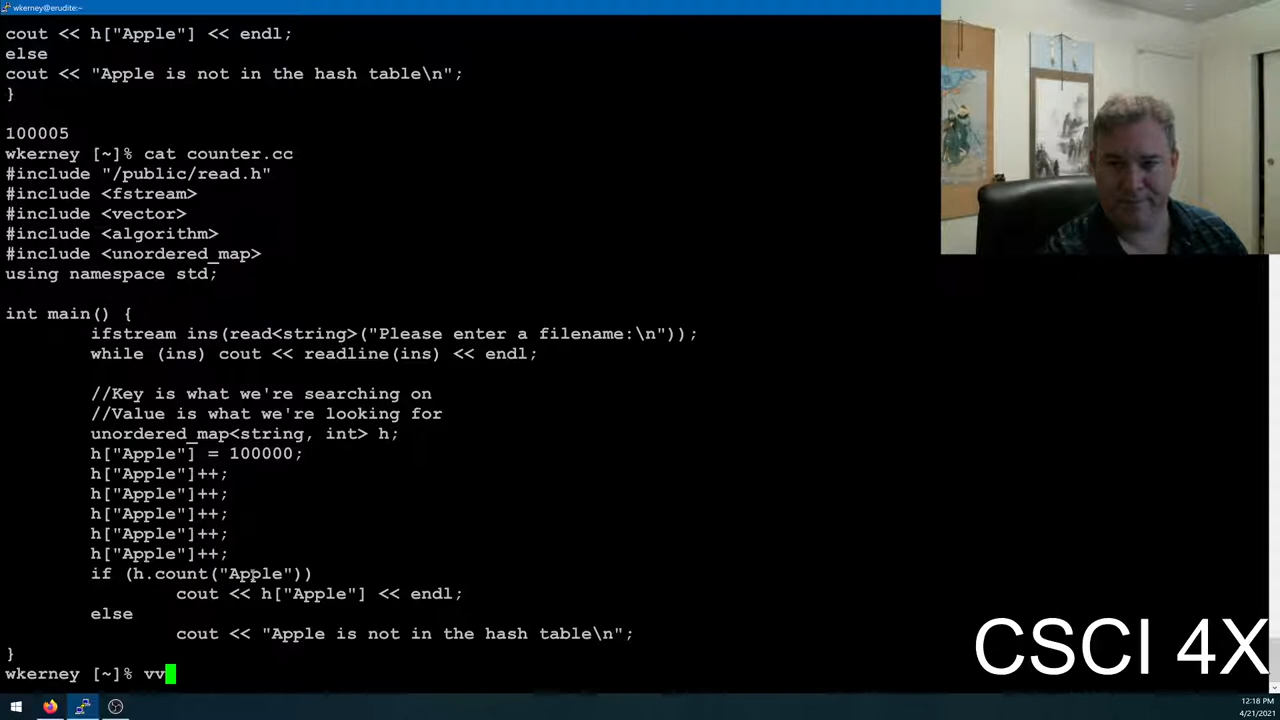 wkerney@erudite:~
cout << h["Apple"] << endl;
else
cout << "Apple is not in the hash table\n";
}
100005
wkerney [~]% cat counter.cc
#include "/public/read.h"
#include <fstream>
#include <vector>
#include <algorithm>
#include <unordered_map>
using namespace std;
int main() {
ifstream ins(read<string>("Please enter a filename:\n"));
while (ins) cout << readline(ins) << endl;
//Key is what we're searching on
//Value is what we're looking for
unordered_map<string, int> h;
h["Apple"] = 100000;
h["Apple"]++;
h["Apple"]++;
h["Apple"]++;
h["Apple"]++;
h["Apple"]++;
if (h.count("Apple"))
cout << h["Apple"] << endl;
else
cout << "Apple is not in the hash table\n";
}
wkerney [~]% vv
CSCI 4X
12:18 PM
4/21/2021